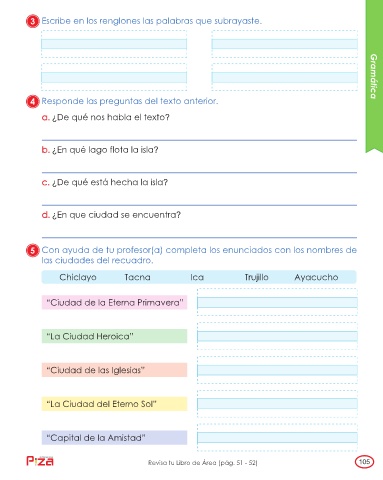 3 Escribe en los renglones las palabras que subrayaste.
Gramática
4 Responde las preguntas del texto anterior.
a. ¿De qué nos habla el texto?
b. ¿En qué lago flota la isla?
c. ¿De qué está hecha la isla?
d. ¿En que ciudad se encuentra?
5 Con ayuda de tu profesor(a) completa los enunciados con los nombres de
las ciudades del recuadro.
Chiclayo Tacna Ica Trujillo Ayacucho
“Ciudad de la Eterna Primavera”
“La Ciudad Heroica”
“Ciudad de las Iglesias”
“La Ciudad del Eterno Sol”
“Capital de la Amistad”
Revisa tu Libro de Área (pág. 51 - 52)
105